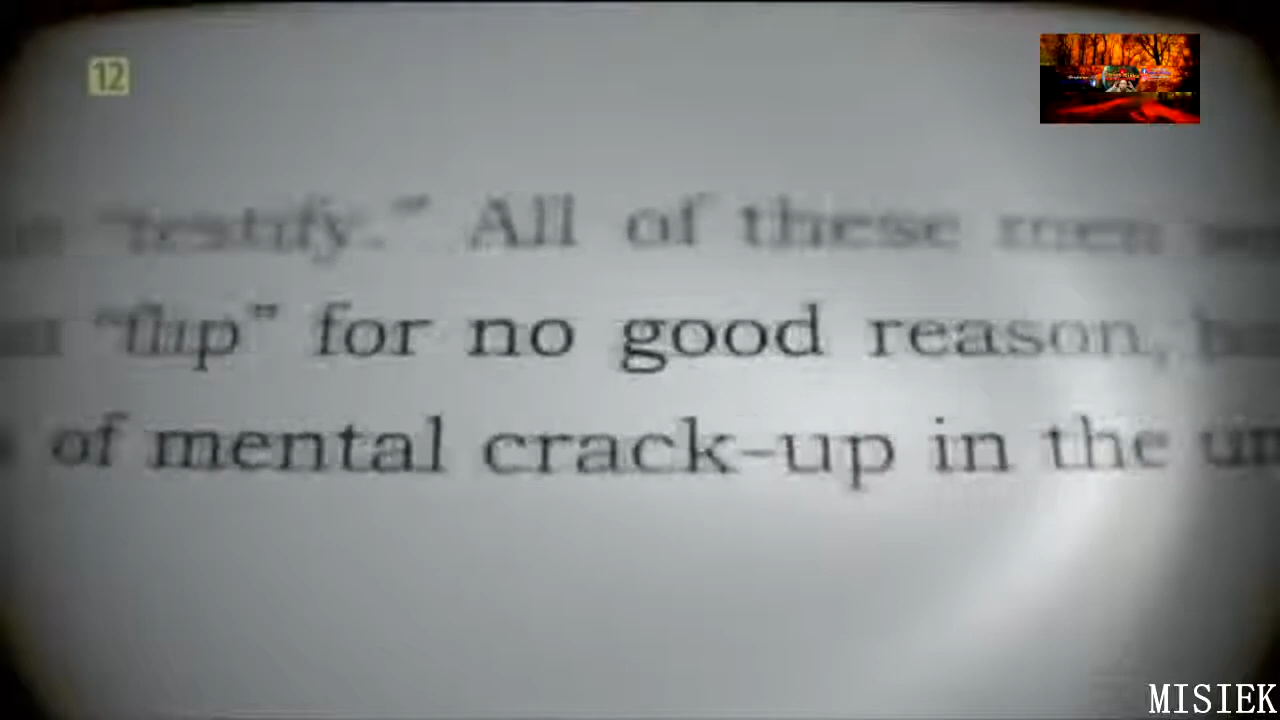 12
"testify." All of these men
"flip" for no good reason,
of mental crack-up in the
MISIEK